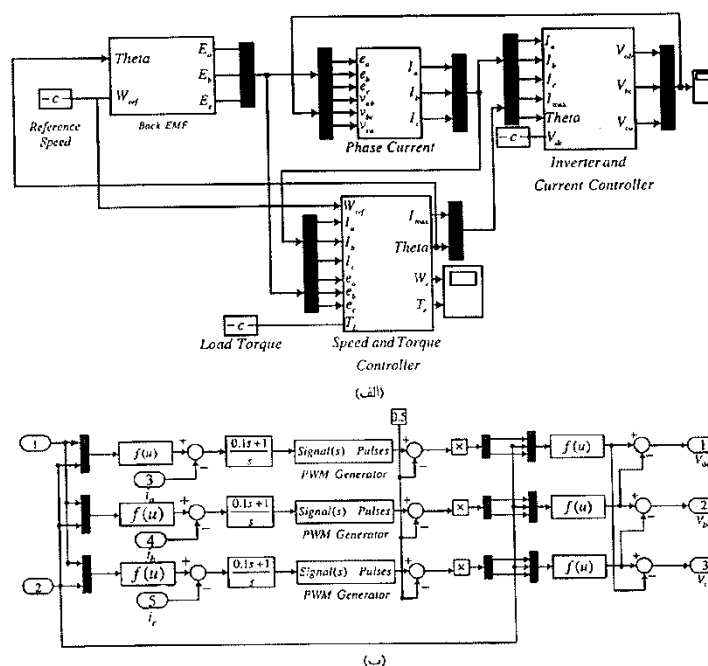 Theta
W_ref
E_a
E_b
E_c
Back EMF
-c-
Reference
Speed
e_a
e_b
e_c
v_ab
v_bc
v_ca
I_a
I_b
I_c
Phase Current
I_a
I_b
I_c
I_max
Theta
V_dc
-c-
V_ab
V_bc
V_ca
Inverter and
Current Controller
W_ref
I_a
I_b
I_c
e_a
e_b
e_c
T_L
I_max
Theta
T_e
-c-
Load Torque
Speed and Torque
Controller
(الف)
0.5
1
f(u)
+
-
0.1s+1
s
Signal(s) Pulses
PWM Generator
+
-
×
f(u)
+
-
1
3
i_a
f(u)
+
-
0.1s+1
s
Signal(s) Pulses
PWM Generator
+
-
×
f(u)
+
-
2
4
i_b
2
f(u)
+
-
0.1s+1
s
Signal(s) Pulses
PWM Generator
+
-
×
f(u)
+
-
3
5
i_c
(ب)